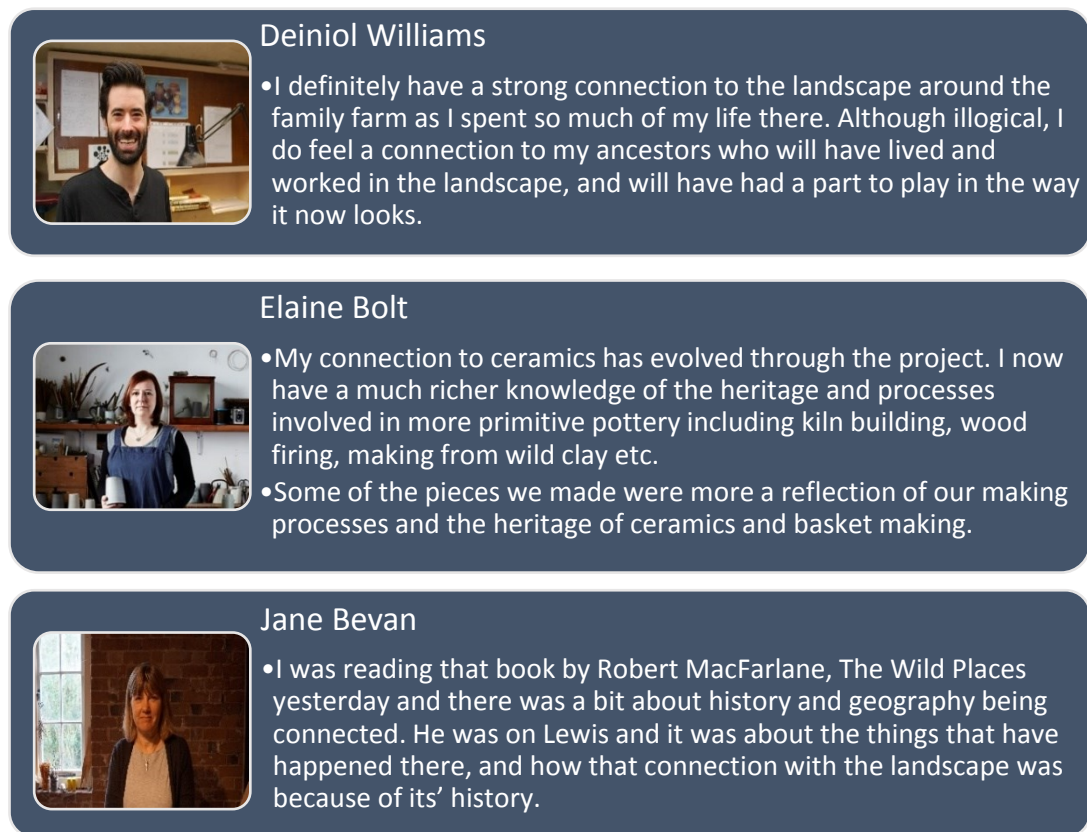 Deiniol Williams
•I definitely have a strong connection to the landscape around the
family farm as I spent so much of my life there. Although illogical, I
do feel a connection to my ancestors who will have lived and
worked in the landscape, and will have had a part to play in the way
it now looks.
Elaine Bolt
•My connection to ceramics has evolved through the project. I now
have a much richer knowledge of the heritage and processes
involved in more primitive pottery including kiln building, wood
firing, making from wild clay etc.
•Some of the pieces we made were more a reflection of our making
processes and the heritage of ceramics and basket making.
Jane Bevan
•I was reading that book by Robert MacFarlane, The Wild Places
yesterday and there was a bit about history and geography being
connected. He was on Lewis and it was about the things that have
happened there, and how that connection with the landscape was
because of its’ history.